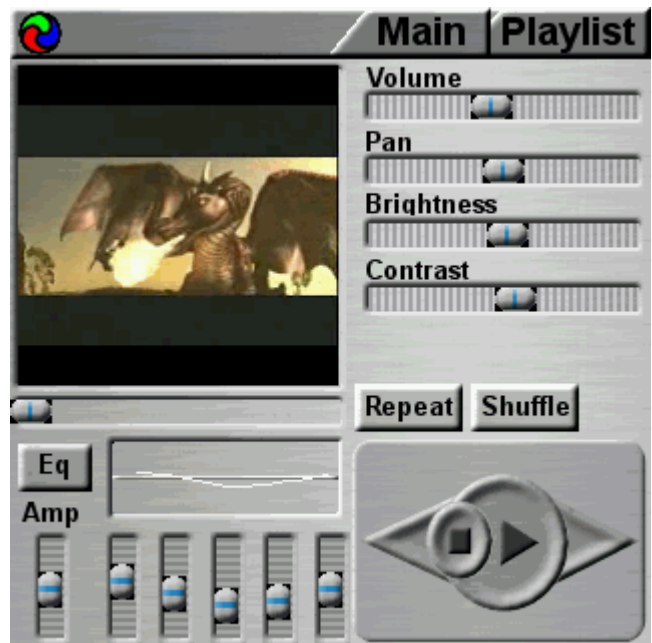 Main Playlist
Volume
Pan
Brightness
Contrast
Repeat Shuffle
Eq
Amp